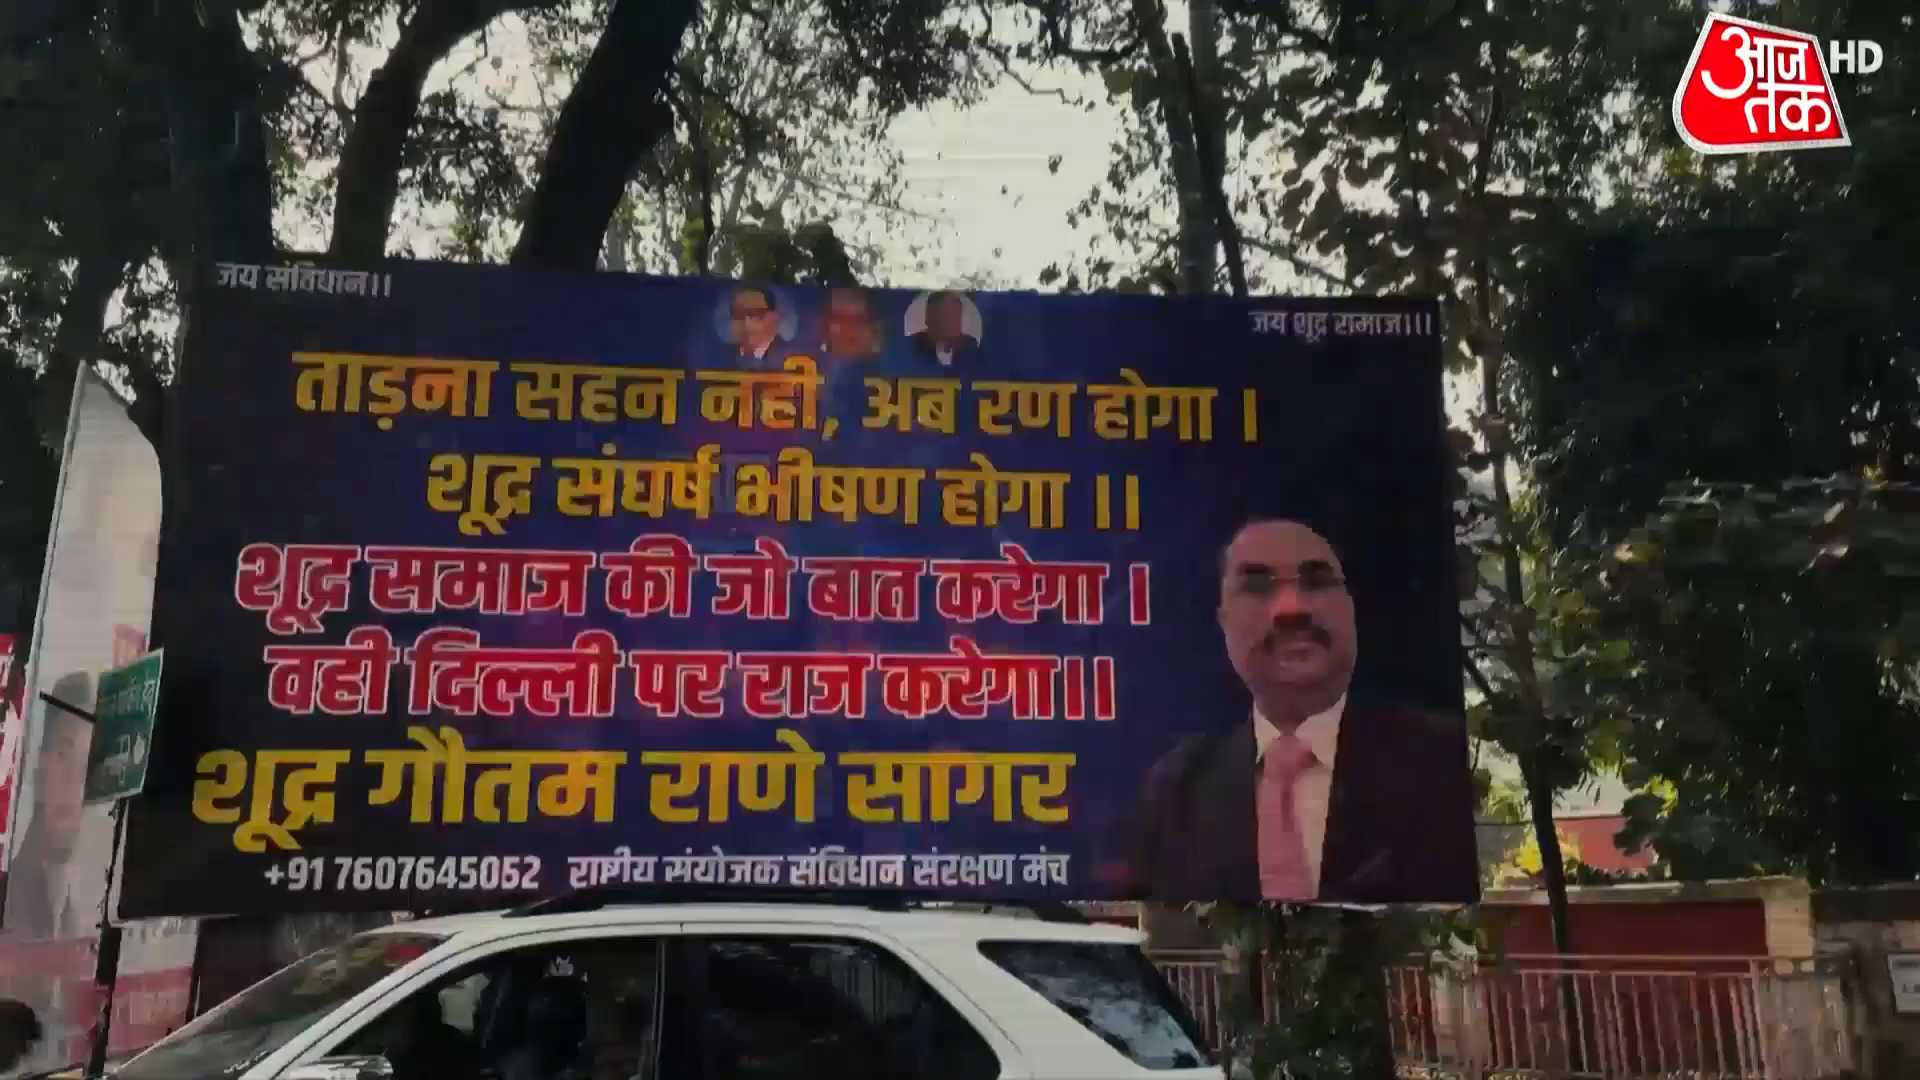 आज
तक
HD
जय संविधान।।
जय शूद्र समाज।।।
ताड़ना सहन नही, अब रण होगा ।
शूद्र संघर्ष भीषण होगा ।।
शूद्र समाज की जो बात करेगा ।
वही दिल्ली पर राज करेगा।।
शूद्र गौतम राणे सागर
+91 7607645052 राष्ट्रीय संयोजक संविधान संरक्षण मंच